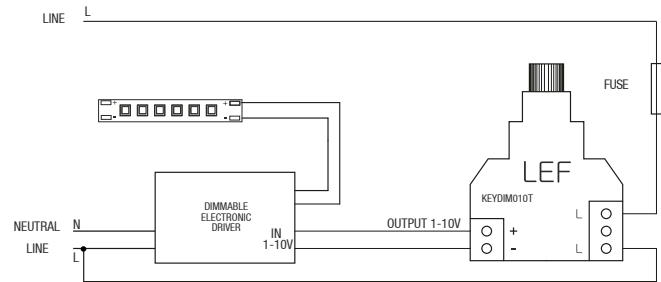 LINE L
FUSE
+ +
- -
LEF
KEYDIM010T
DIMMABLE
ELECTRONIC
DRIVER
L
NEUTRAL N
OUTPUT 1-10V
+
IN
1-10V
-
L
LINE
L